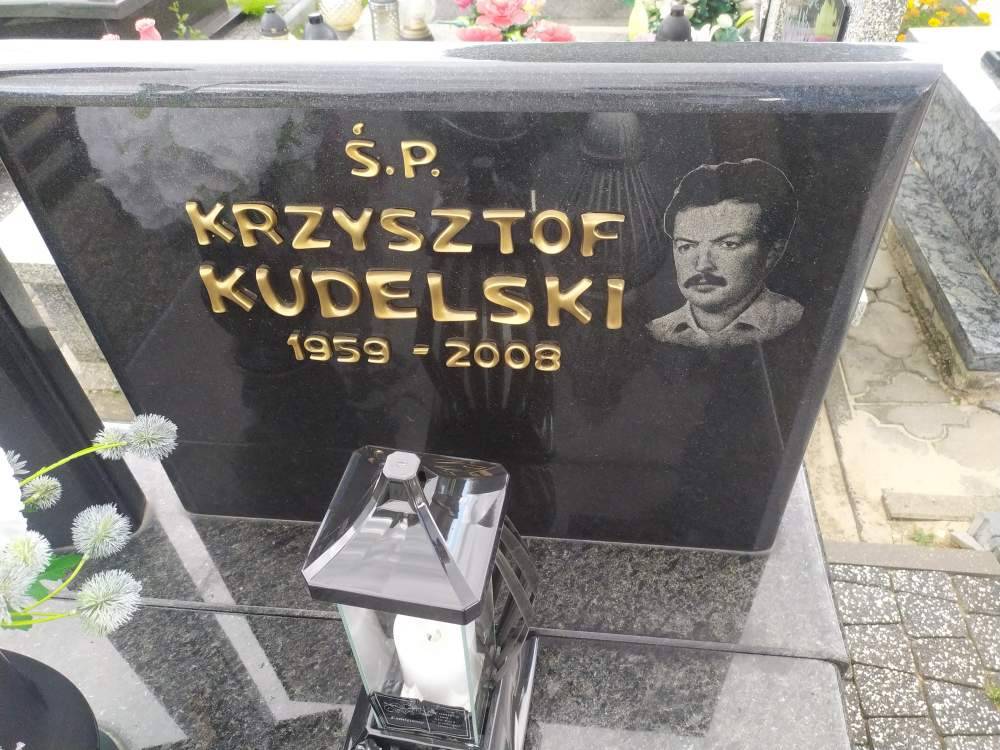 Ś.P.
KRZYSZTOF
KUDELSKI
1959 - 2008